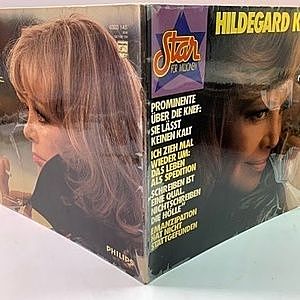 PHILIPS
Star
FÜR MILLIONEN
HILDEGARD K
PROMINENTE
ÜBER DIE KNEF:
SIE LÄSST
KEINEN KALT
ICH ZIEH MAL
WIEDER UM:
DAS LEBEN
ALS SPEDITION
SCHREIBEN IST
EINE QUAL,
NICHTSCHREIBEN
DIE HÖLLE
EMANZIPATION
HAT NICHT
STATTGEFUNDEN